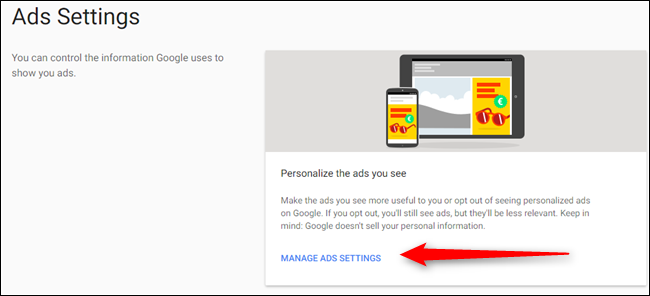 Ads Settings
You can control the information Google uses to
show you ads.
€
€
Personalize the ads you see
Make the ads you see more useful to you or opt out of seeing personalized ads
on Google. If you opt out, you'll still see ads, but they'll be less relevant. Keep in
mind: Google doesn't sell your personal information.
MANAGE ADS SETTINGS